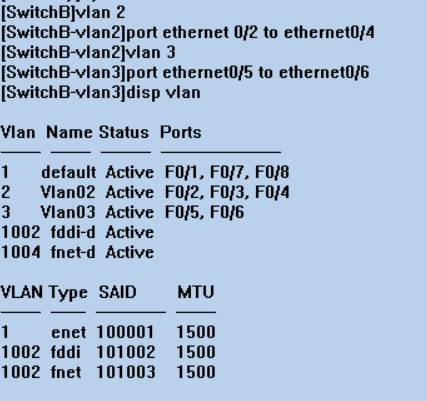 [SwitchB]vlan 2
[SwitchB-vlan2]port ethernet 0/2 to ethernet0/4
[SwitchB-vlan2]vlan 3
[SwitchB-vlan3]port ethernet0/5 to ethernet0/6
[SwitchB-vlan3]disp vlan
Vlan Name Status Ports
1 default Active F0/1, F0/7, F0/8
2 Vlan02 Active F0/2, F0/3, F0/4
3 Vlan03 Active F0/5, F0/6
1002 fddi-d Active
1004 fnet-d Active
VLAN Type SAID MTU
1 enet 100001 1500
1002 fddi 101002 1500
1002 fnet 101003 1500